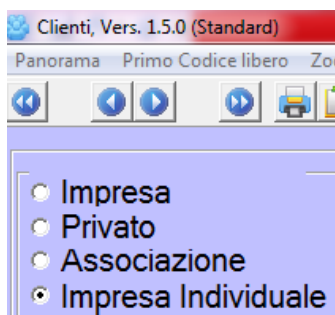 Clienti, Vers. 1.5.0 (Standard)
Panorama Primo Codice libero
Impresa
Privato
Associazione
Impresa Individuale